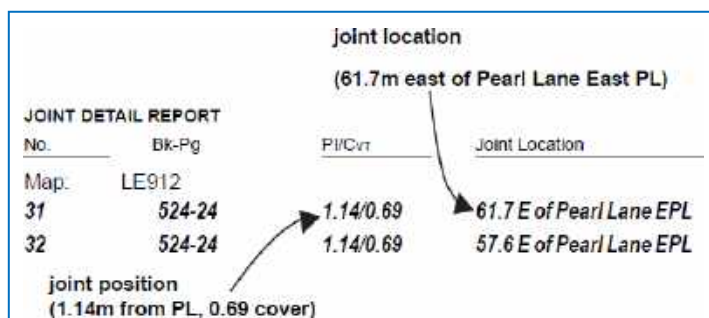 joint location
(61.7m east of Pearl Lane East PL)
JOINT DETAIL REPORT
No. Bk-Pg Pl/CVT Joint Location
Map: LE912
31 524-24 1.14/0.69 61.7 E of Pearl Lane EPL
32 524-24 1.14/0.69 57.6 E of Pearl Lane EPL
joint position
(1.14m from PL, 0.69 cover)